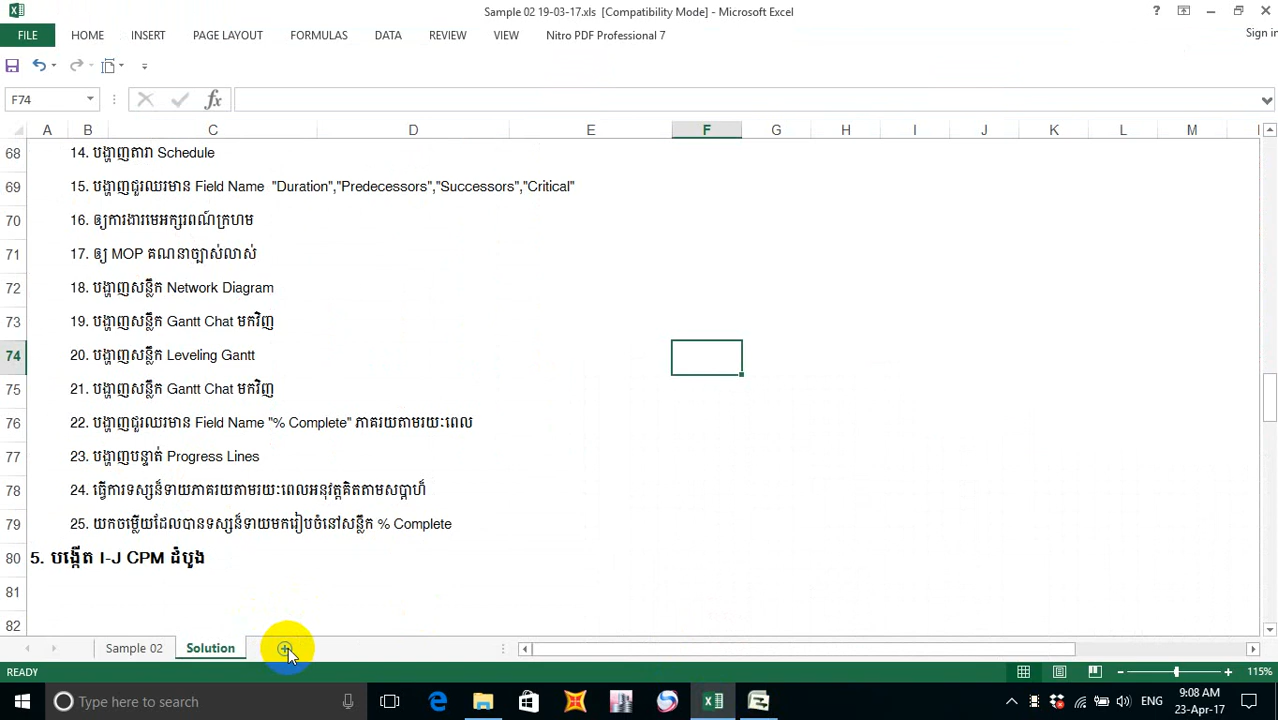 Sample 02 19-03-17.xls [Compatibility Mode] - Microsoft Excel
FILE HOME INSERT PAGE LAYOUT FORMULAS DATA REVIEW VIEW Nitro PDF Professional 7 Sign in
F74 fx
A B C D E F G H I J K L M
68 14. បង្ហាញតារា Schedule
69 15. បង្ហាញជួរឈរមាន Field Name "Duration","Predecessors","Successors","Critical"
70 16. ឲ្យការងារមេអក្សរពណ៍ក្រហម
71 17. ឲ្យ MOP គណនាច្បាស់លាស់
72 18. បង្ហាញសន្លឹក Network Diagram
73 19. បង្ហាញសន្លឹក Gantt Chat មកវិញ
74 20. បង្ហាញសន្លឹក Leveling Gantt
75 21. បង្ហាញសន្លឹក Gantt Chat មកវិញ
76 22. បង្ហាញជួរឈរមាន Field Name "% Complete" ភាគរយតាមរយៈពេល
77 23. បង្ហាញបន្ទាត់ Progress Lines
78 24. ធ្វើការទស្សន៏ទាយភាគរយតាមរយៈពេលអនុវត្តគិតតាមសប្តាហ៏
79 25. យកចម្លើយដែលបានទស្សន៏ទាយមករៀបចំនៅសន្លឹក % Complete
80 5. បង្កើត I-J CPM ដំបូង
81
82
Sample 02 Solution
READY 115%
Type here to search ENG 9:08 AM
23-Apr-17